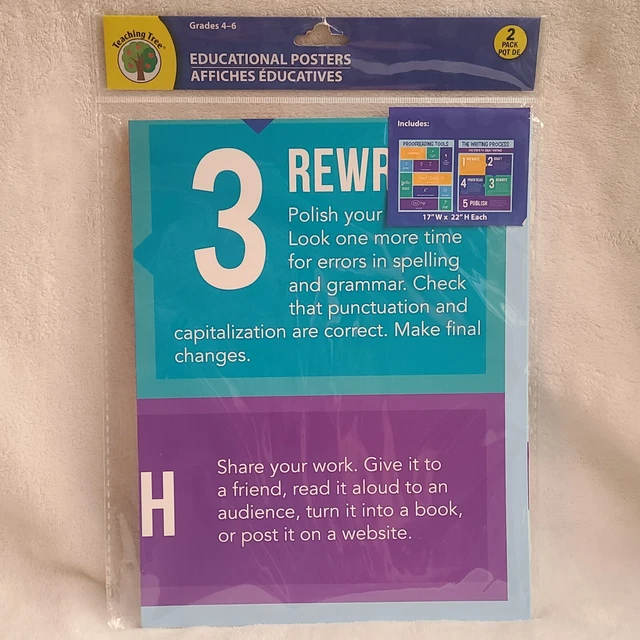 Teaching Tree
Grades 4–6
EDUCATIONAL POSTERS
AFFICHES ÉDUCATIVES
2
PACK
PQT DE
Includes:
PROOFREADING TOOLS
THE WRITING PROCESS
1
2
4
3 REWRITE
5 PUBLISH
17" W x 22" H Each
3
REWR
Polish your
Look one more time
for errors in spelling
and grammar. Check
that punctuation and
capitalization are correct. Make final
changes.
H
Share your work. Give it to
a friend, read it aloud to an
audience, turn it into a book,
or post it on a website.